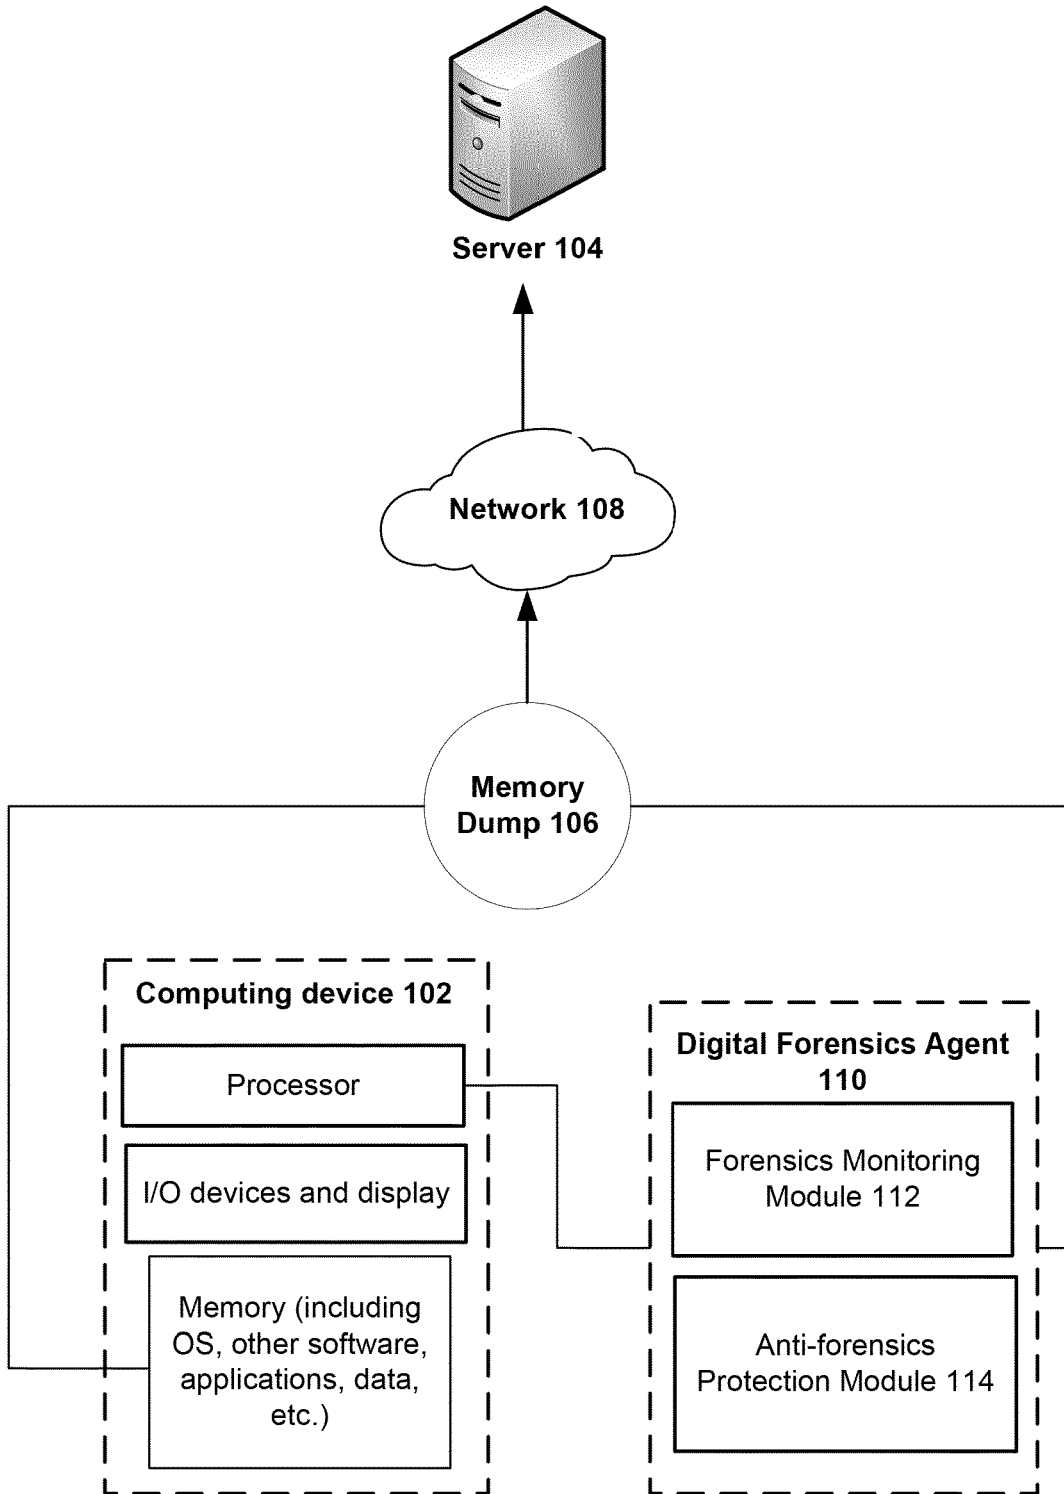 Server 104
Network 108
Memory
Dump 106
Computing device 102
Processor
I/O devices and display
Memory (including
OS, other software,
applications, data,
etc.)
Digital Forensics Agent
110
Forensics Monitoring
Module 112
Anti-forensics
Protection Module 114